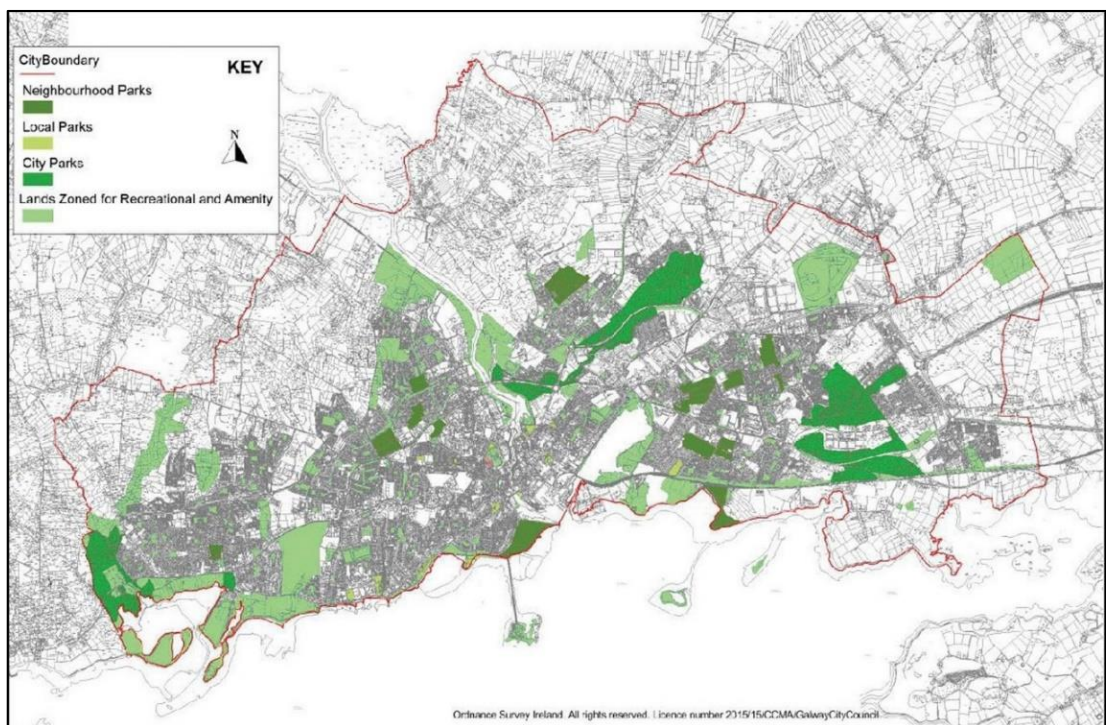 CityBoundary
KEY
Neighbourhood Parks
Local Parks
N
City Parks
Lands Zoned for Recreational and Amenity
Ordnance Survey Ireland. All rights reserved. Licence number 2015/15/CCMA/GalwayCityCouncil